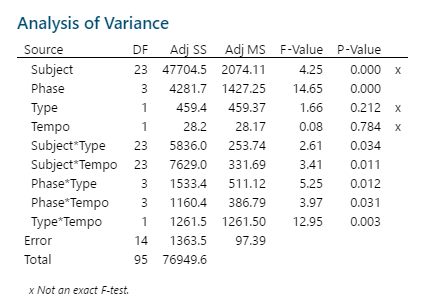 Analysis of Variance
Source DF Adj SS Adj MS F-Value P-Value
Subject 23 47704.5 2074.11 4.25 0.000 x
Phase 3 4281.7 1427.25 14.65 0.000
Type 1 459.4 459.37 1.66 0.212 x
Tempo 1 28.2 28.17 0.08 0.784 x
Subject*Type 23 5836.0 253.74 2.61 0.034
Subject*Tempo 23 7629.0 331.69 3.41 0.011
Phase*Type 3 1533.4 511.12 5.25 0.012
Phase*Tempo 3 1160.4 386.79 3.97 0.031
Type*Tempo 1 1261.5 1261.50 12.95 0.003
Error 14 1363.5 97.39
Total 95 76949.6
x Not an exact F-test.